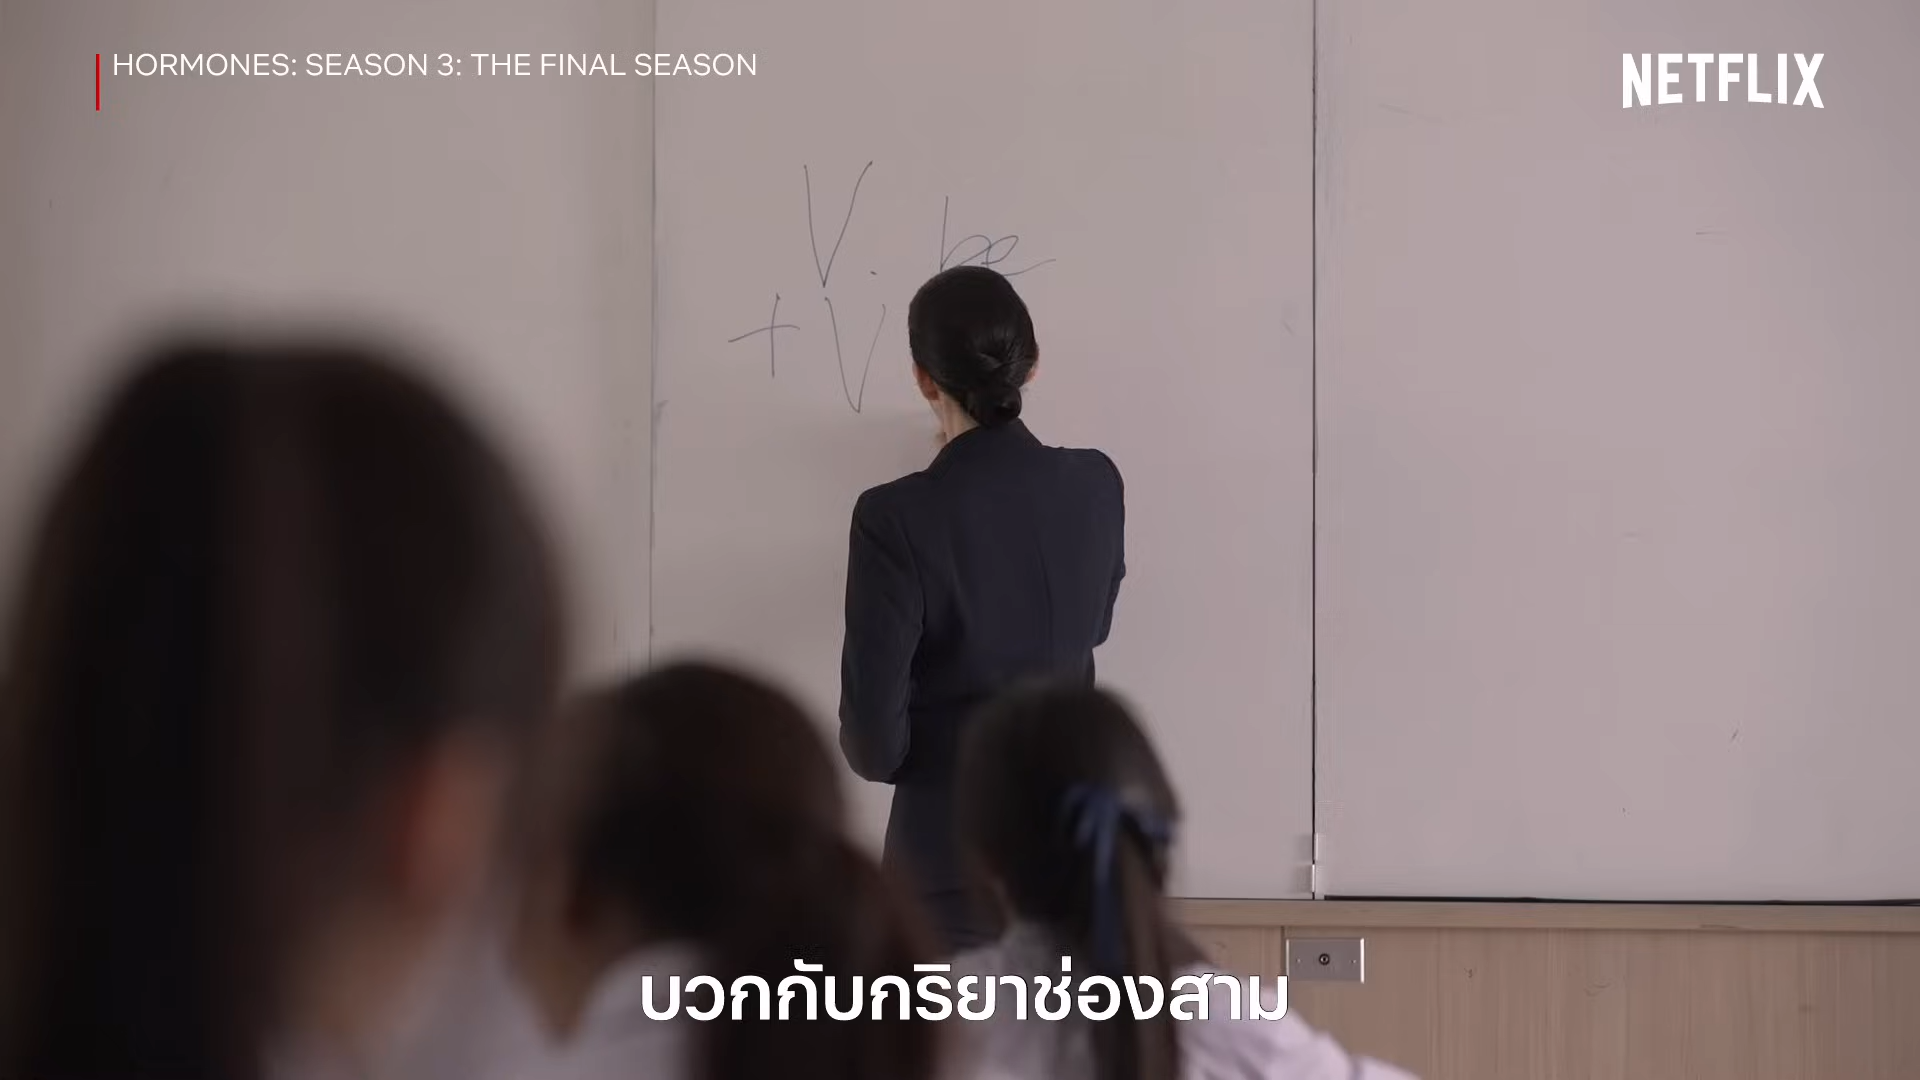 HORMONES: SEASON 3: THE FINAL SEASON
NETFLIX
V. be
+ V
บวกกับกริยาช่องสาม